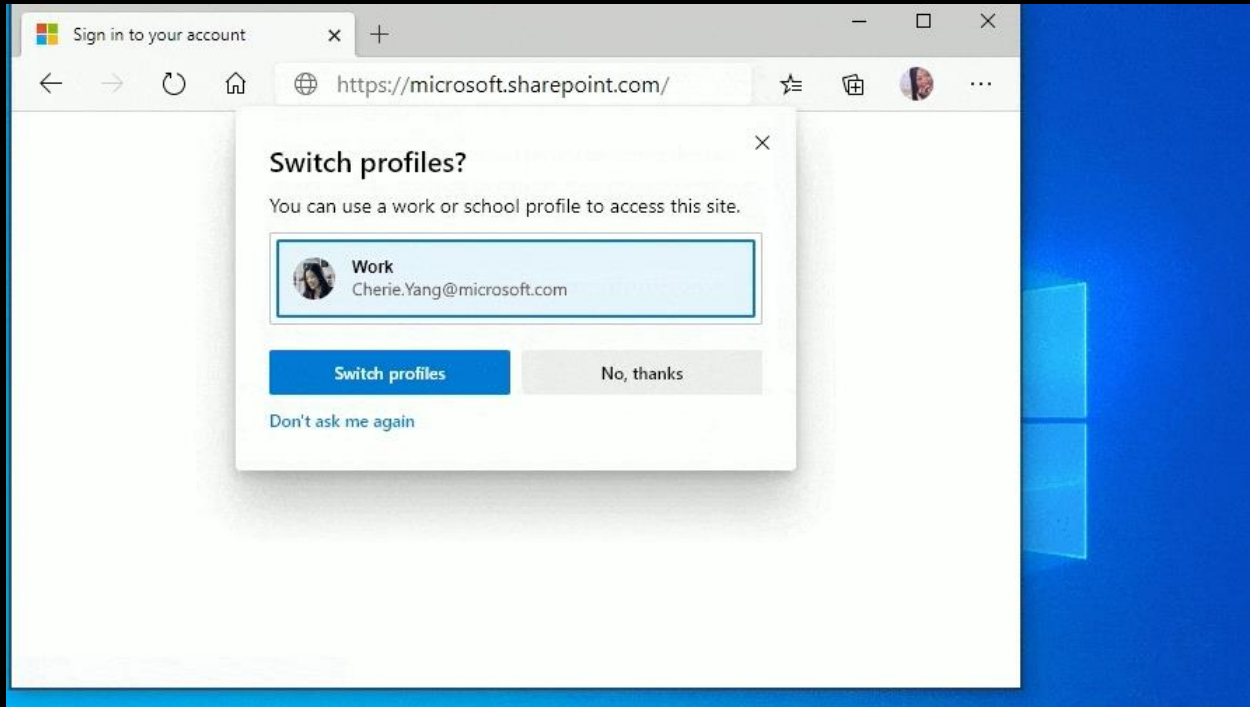 Sign in to your account
https://microsoft.sharepoint.com/
Switch profiles?
You can use a work or school profile to access this site.
Work
Cherie.Yang@microsoft.com
Switch profiles
No, thanks
Don't ask me again